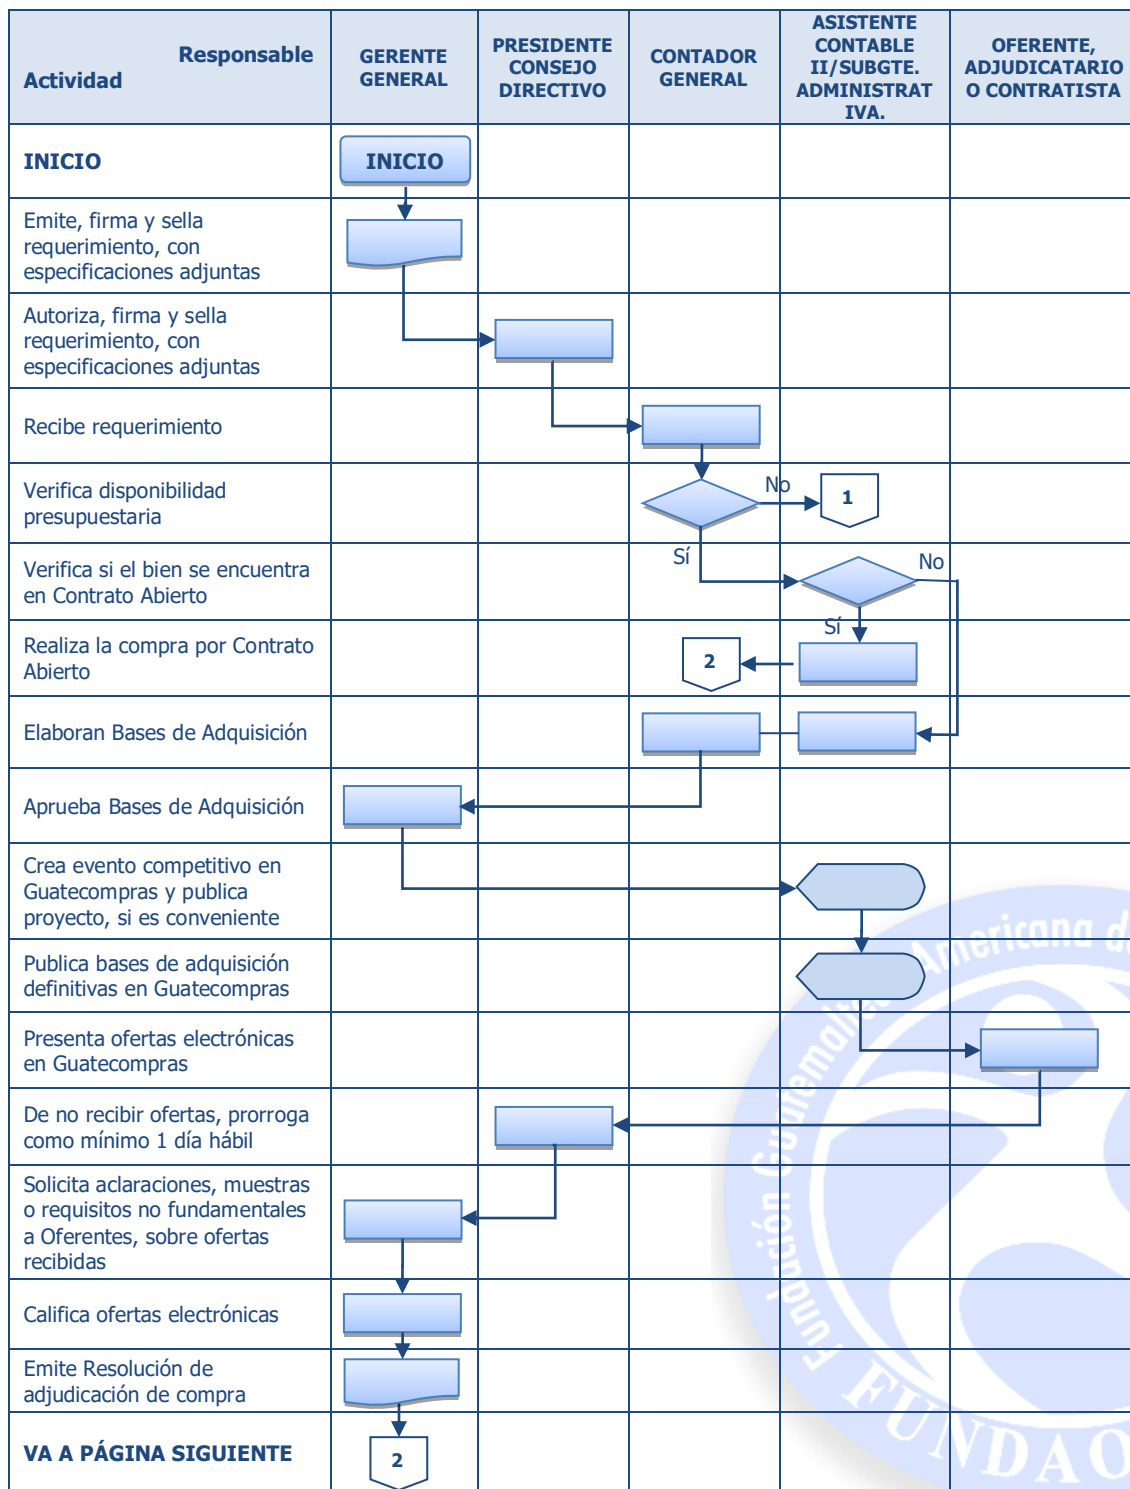 Responsable
Actividad
GERENTE
GENERAL
PRESIDENTE
CONSEJO
DIRECTIVO
CONTADOR
GENERAL
ASISTENTE
CONTABLE
II/SUBGTE.
ADMINISTRAT
IVA.
OFERENTE,
ADJUDICATARIO
O CONTRATISTA
INICIO
INICIO
Emite, firma y sella
requerimiento, con
especificaciones adjuntas
Autoriza, firma y sella
requerimiento, con
especificaciones adjuntas
Recibe requerimiento
Verifica disponibilidad
presupuestaria
No
1
Sí
Verifica si el bien se encuentra
en Contrato Abierto
No
Sí
Realiza la compra por Contrato
Abierto
2
Elaboran Bases de Adquisición
Aprueba Bases de Adquisición
Crea evento competitivo en
Guatecompras y publica
proyecto, si es conveniente
Publica bases de adquisición
definitivas en Guatecompras
Presenta ofertas electrónicas
en Guatecompras
De no recibir ofertas, prorroga
como mínimo 1 día hábil
Solicita aclaraciones, muestras
o requisitos no fundamentales
a Oferentes, sobre ofertas
recibidas
Califica ofertas electrónicas
Emite Resolución de
adjudicación de compra
VA A PÁGINA SIGUIENTE
2
Fundación Americana d
FUNDAO